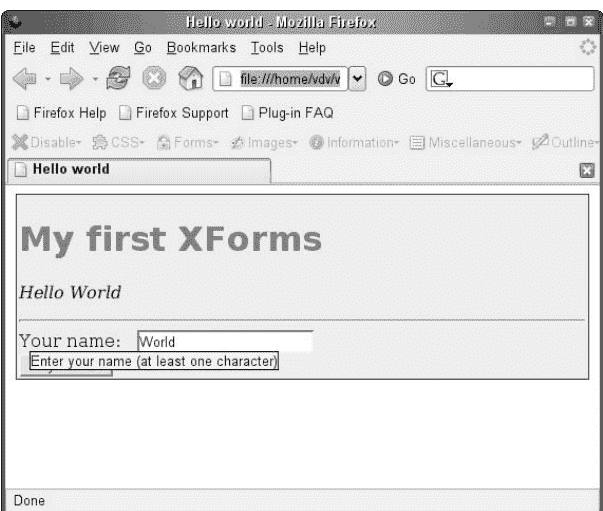 Hello world - Mozilla Firefox
File Edit View Go Bookmarks Tools Help
file:///home/vdv/v Go G
Firefox Help Firefox Support Plug-in FAQ
Disable CSS Forms Images Information Miscellaneous Outline
Hello world
My first XForms
Hello World
Your name: World
Enter your name (at least one character)
Done